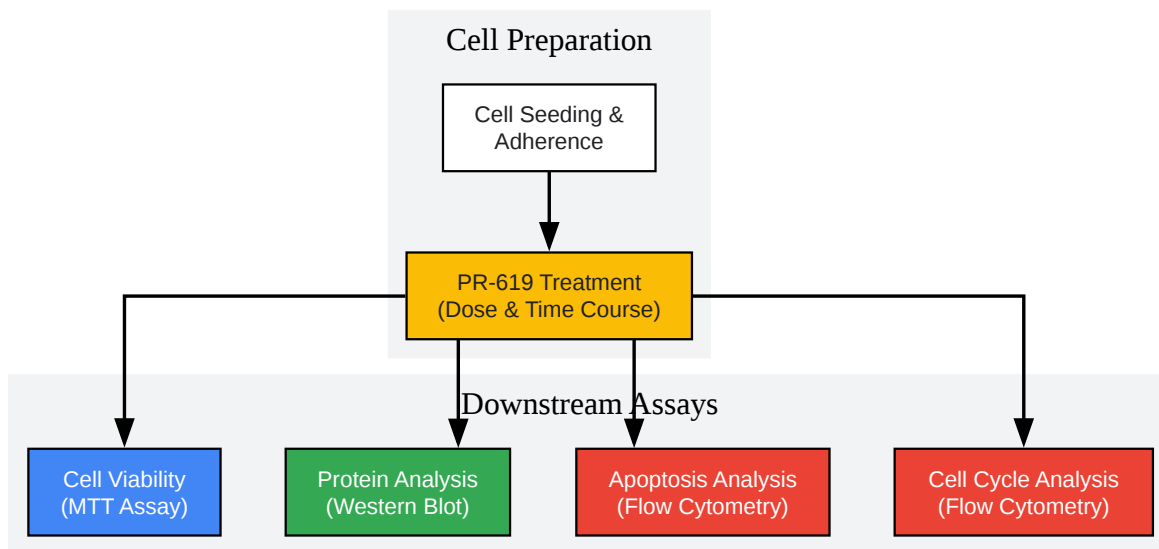 Cell Preparation
Cell Seeding &
Adherence
PR-619 Treatment
(Dose & Time Course)
Downstream Assays
Cell Viability
(MTT Assay)
Protein Analysis
(Western Blot)
Apoptosis Analysis
(Flow Cytometry)
Cell Cycle Analysis
(Flow Cytometry)